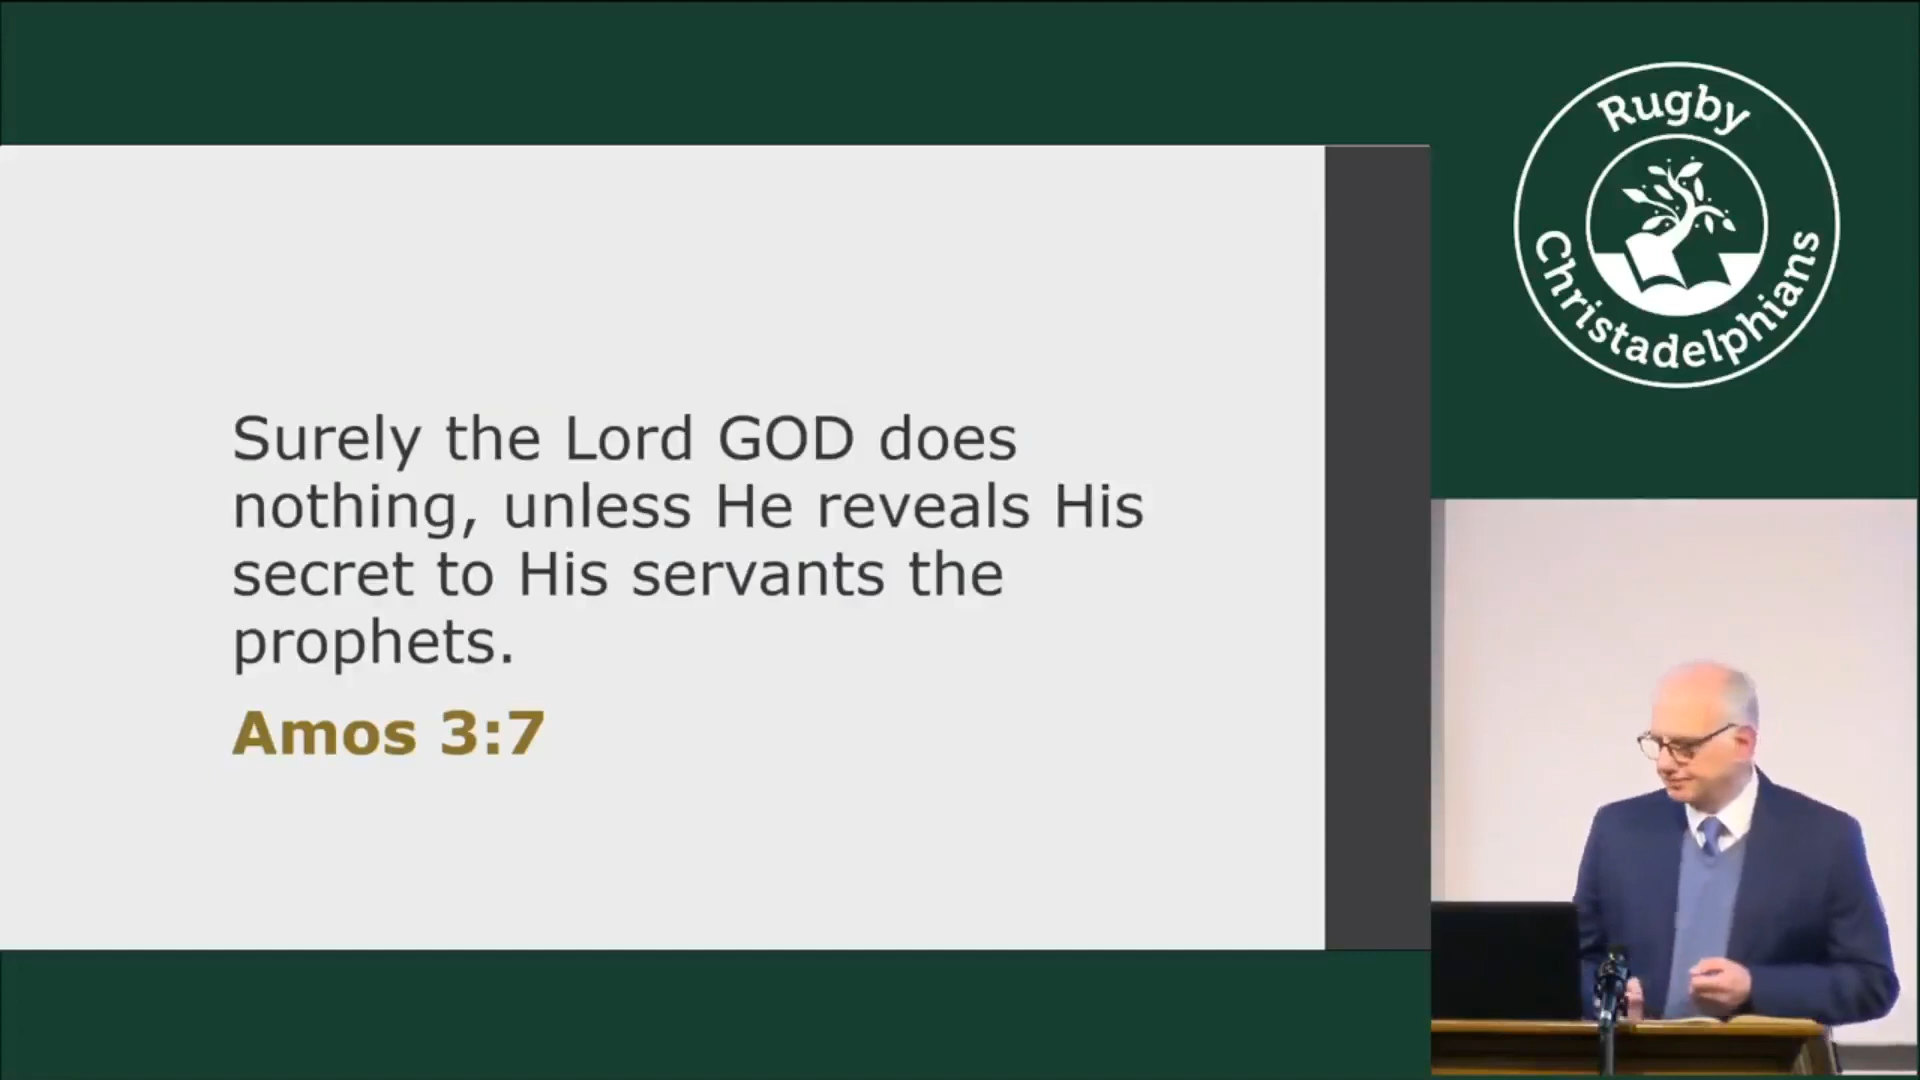 Surely the Lord GOD does
nothing, unless He reveals His
secret to His servants the
prophets.
Amos 3:7
Rugby
Christadelphians